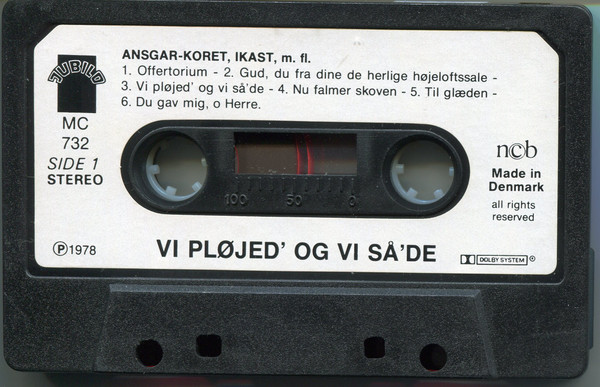 JUBILO
ANSGAR-KORET, IKAST, m. fl.
1. Offertorium - 2. Gud, du fra dine de herlige højeloftssale -
3. Vi pløjed' og vi så'de - 4. Nu falmer skoven - 5. Til glæden -
6. Du gav mig, o Herre.
MC
732
SIDE 1
STEREO
100 50 0
ncb
Made in
Denmark
all rights
reserved
Ⓟ1978
VI PLØJED' OG VI SÅ'DE
DOLBY SYSTEM ®